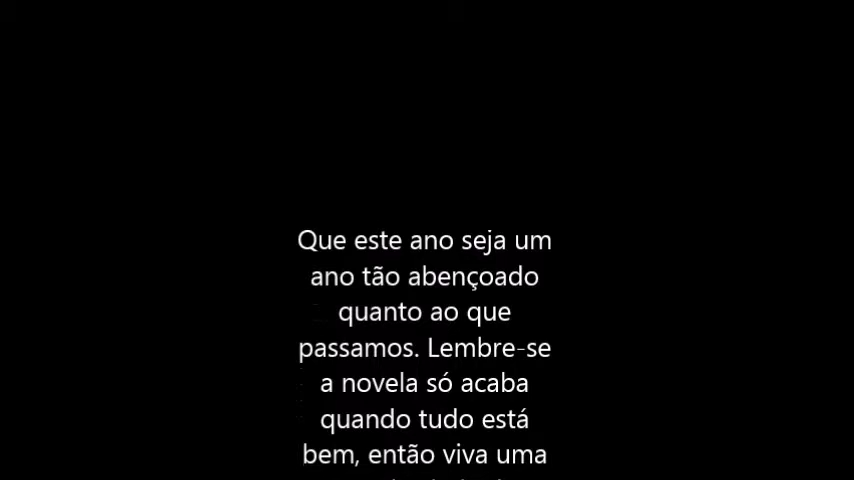 Que este ano seja um
ano tão abençoado
quanto ao que
passamos. Lembre-se
a novela só acaba
quando tudo está
bem, então viva uma